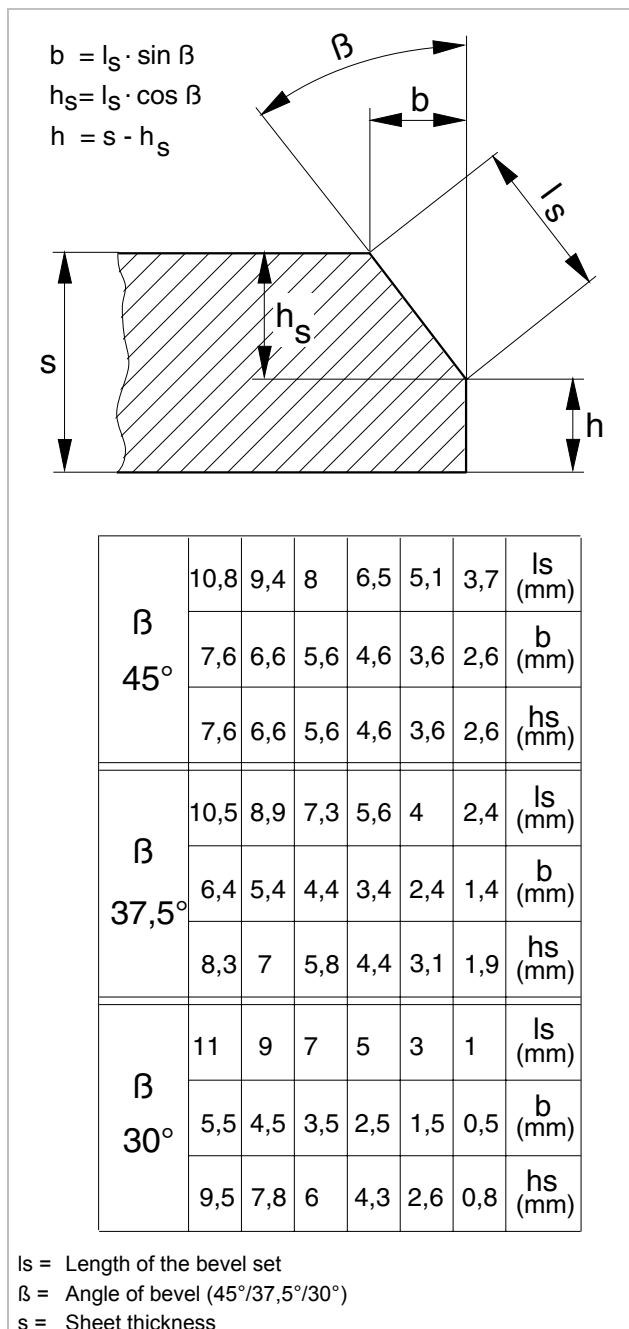 b = ls · sin ß
hs= ls · cos ß
h = s - hs
ß
b
ls
hs
s
h
ß 45°
10,8 9,4 8 6,5 5,1 3,7 ls (mm)
7,6 6,6 5,6 4,6 3,6 2,6 b (mm)
7,6 6,6 5,6 4,6 3,6 2,6 hs (mm)
ß 37,5°
10,5 8,9 7,3 5,6 4 2,4 ls (mm)
6,4 5,4 4,4 3,4 2,4 1,4 b (mm)
8,3 7 5,8 4,4 3,1 1,9 hs (mm)
ß 30°
11 9 7 5 3 1 ls (mm)
5,5 4,5 3,5 2,5 1,5 0,5 b (mm)
9,5 7,8 6 4,3 2,6 0,8 hs (mm)
ls = Length of the bevel set
ß = Angle of bevel (45°/37,5°/30°)
s = Sheet thickness